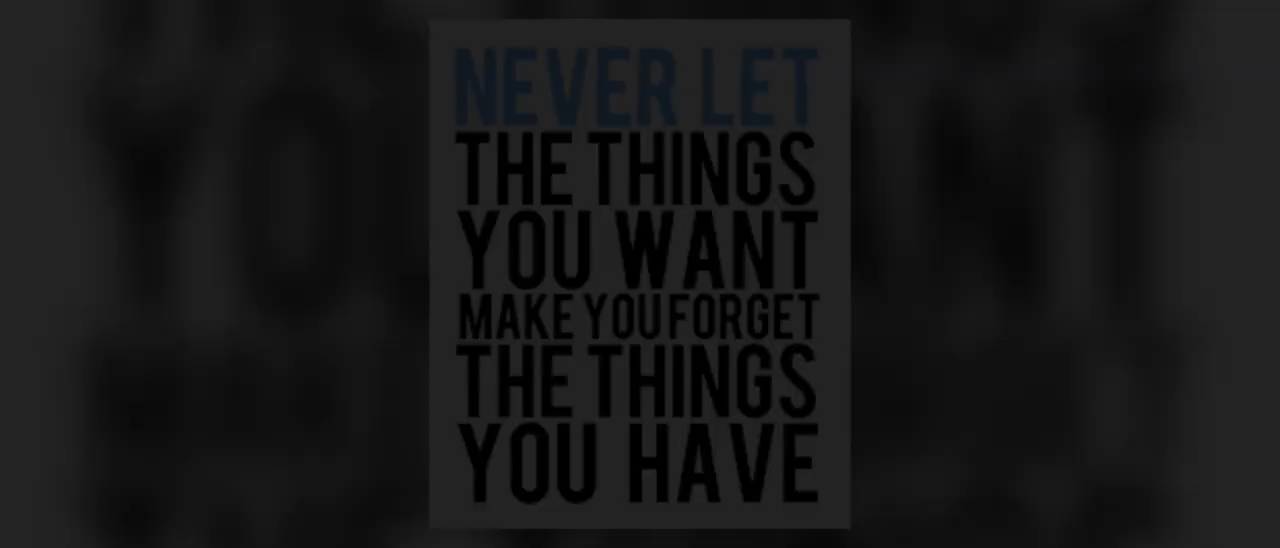 NEVER LET
THE THINGS
YOU WANT
MAKE YOU FORGET
THE THINGS
YOU HAVE